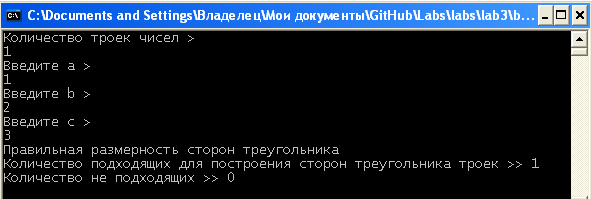 C:\Documents and Settings\Владелец\Мои документы\GitHub\Labs\labs\lab3\b...
Количество троек чисел >
1
Введите a >
1
Введите b >
2
Введите c >
3
Правильная размерность сторон треугольника
Количество подходящих для построения сторон треугольника троек >> 1
Количество не подходящих >> 0